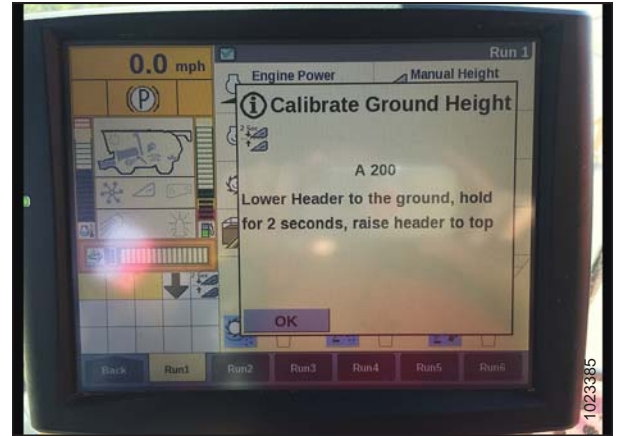 0.0 mph
Run 1
Engine Power
Manual Height
(P)
Calibrate Ground Height
A 200
Lower Header to the ground, hold
for 2 seconds, raise header to top
OK
Back
Run1
Run2
Run3
Run4
Run5
Run6
1023385